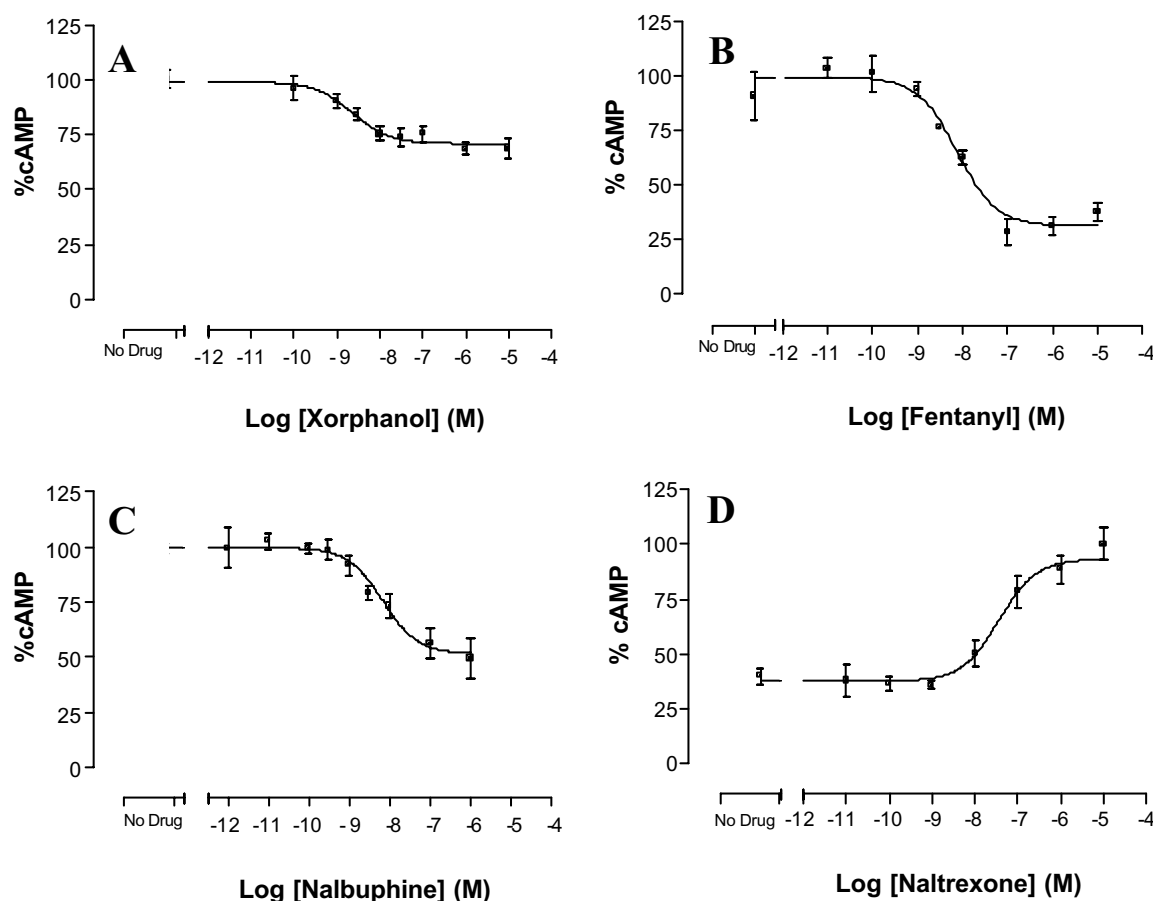 A
%cAMP
125
100
75
50
25
0
No Drug
-12 -11 -10 -9 -8 -7 -6 -5 -4
Log [Xorphanol] (M)
B
% cAMP
125
100
75
50
25
0
No Drug
-12 -11 -10 -9 -8 -7 -6 -5 -4
Log [Fentanyl] (M)
C
%cAMP
125
100
75
50
25
0
No Drug
-12 -11 -10 -9 -8 -7 -6 -5 -4
Log [Nalbuphine] (M)
D
% cAMP
125
100
75
50
25
0
No Drug
-12 -11 -10 -9 -8 -7 -6 -5 -4
Log [Naltrexone] (M)